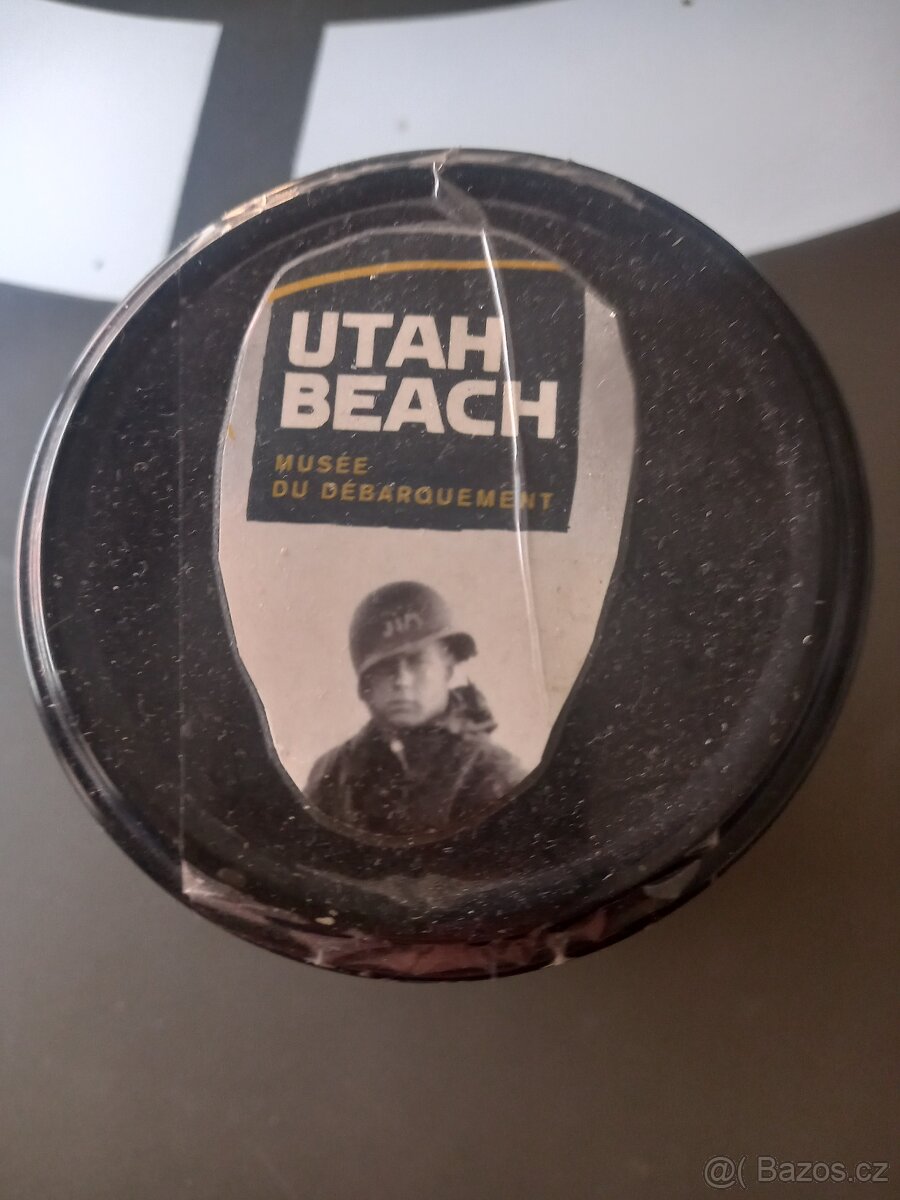 UTAH
BEACH
MUSÉE
DU DÉBARQUEMENT
@( Bazos.cz